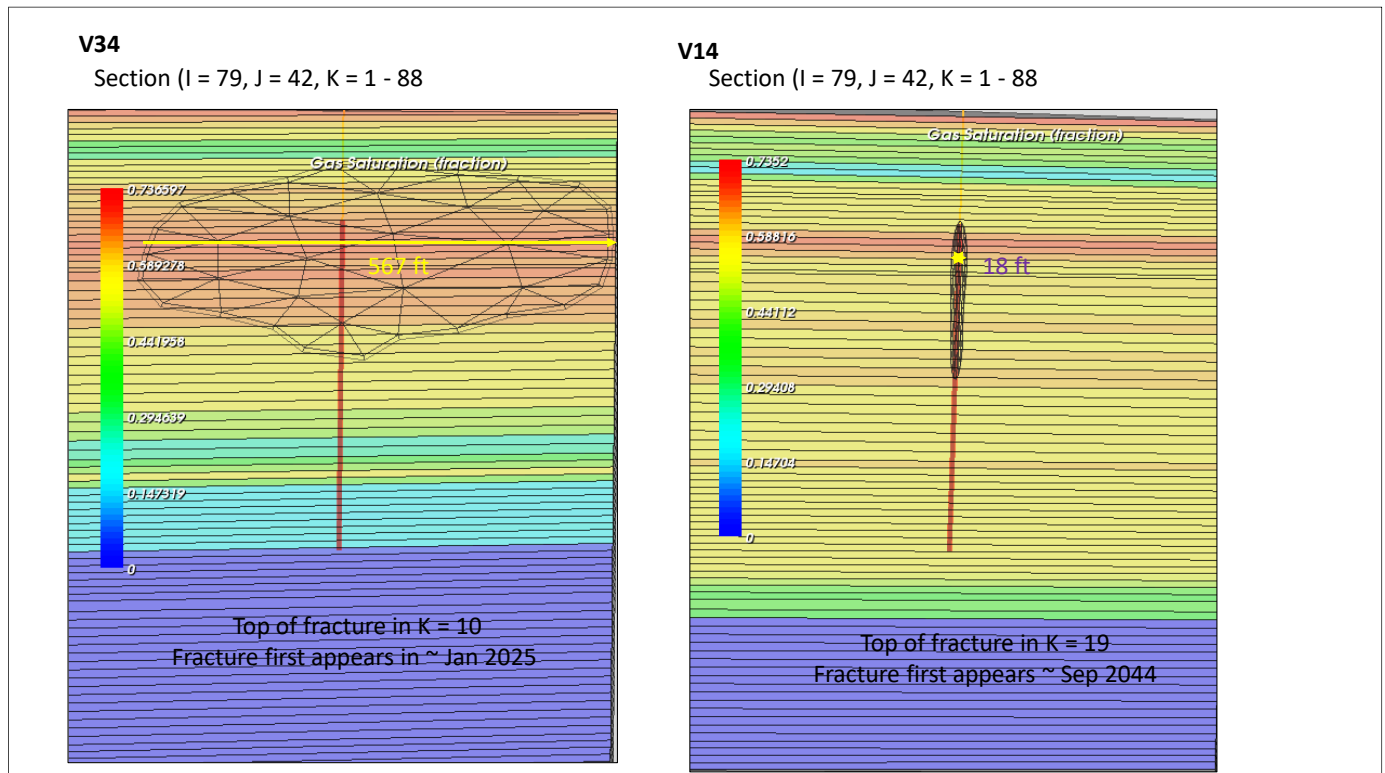 V34
Section (I = 79, J = 42, K = 1 - 88
Gas Saturation (fraction)
0.736597
0.589278
0.441958
0.294639
0.147319
0
567 ft
Top of fracture in K = 10
Fracture first appears in ~ Jan 2025
V14
Section (I = 79, J = 42, K = 1 - 88
Gas Saturation (fraction)
0.7352
0.58816
0.44112
0.29408
0.14704
0
18 ft
Top of fracture in K = 19
Fracture first appears ~ Sep 2044